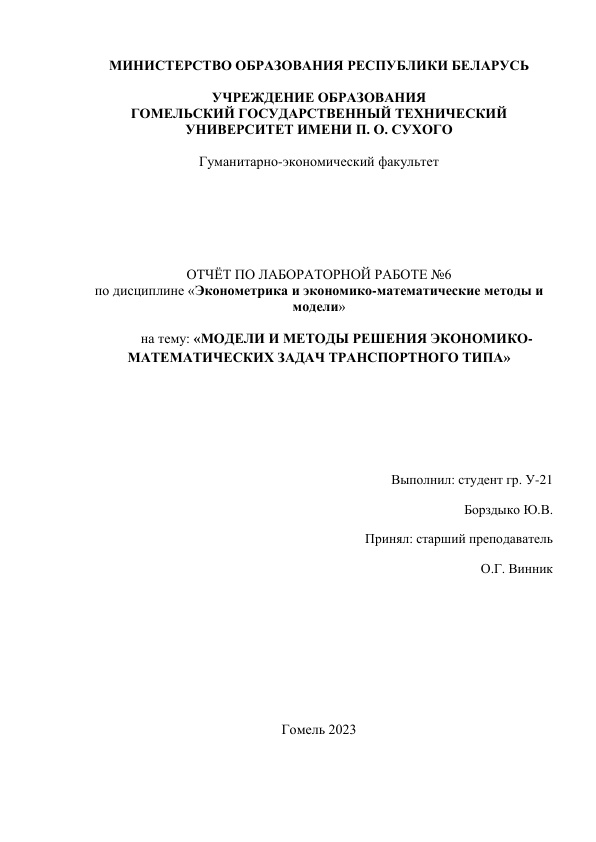 МИНИСТЕРСТВО ОБРАЗОВАНИЯ РЕСПУБЛИКИ БЕЛАРУСЬ
УЧРЕЖДЕНИЕ ОБРАЗОВАНИЯ
ГОМЕЛЬСКИЙ ГОСУДАРСТВЕННЫЙ ТЕХНИЧЕСКИЙ
УНИВЕРСИТЕТ ИМЕНИ П. О. СУХОГО
Гуманитарно-экономический факультет
ОТЧЁТ ПО ЛАБОРАТОРНОЙ РАБОТЕ №6
по дисциплине «Эконометрика и экономико-математические методы и
модели»
на тему: «МОДЕЛИ И МЕТОДЫ РЕШЕНИЯ ЭКОНОМИКО-
МАТЕМАТИЧЕСКИХ ЗАДАЧ ТРАНСПОРТНОГО ТИПА»
Выполнил: студент гр. У-21
Борздыко Ю.В.
Принял: старший преподаватель
О.Г. Винник
Гомель 2023